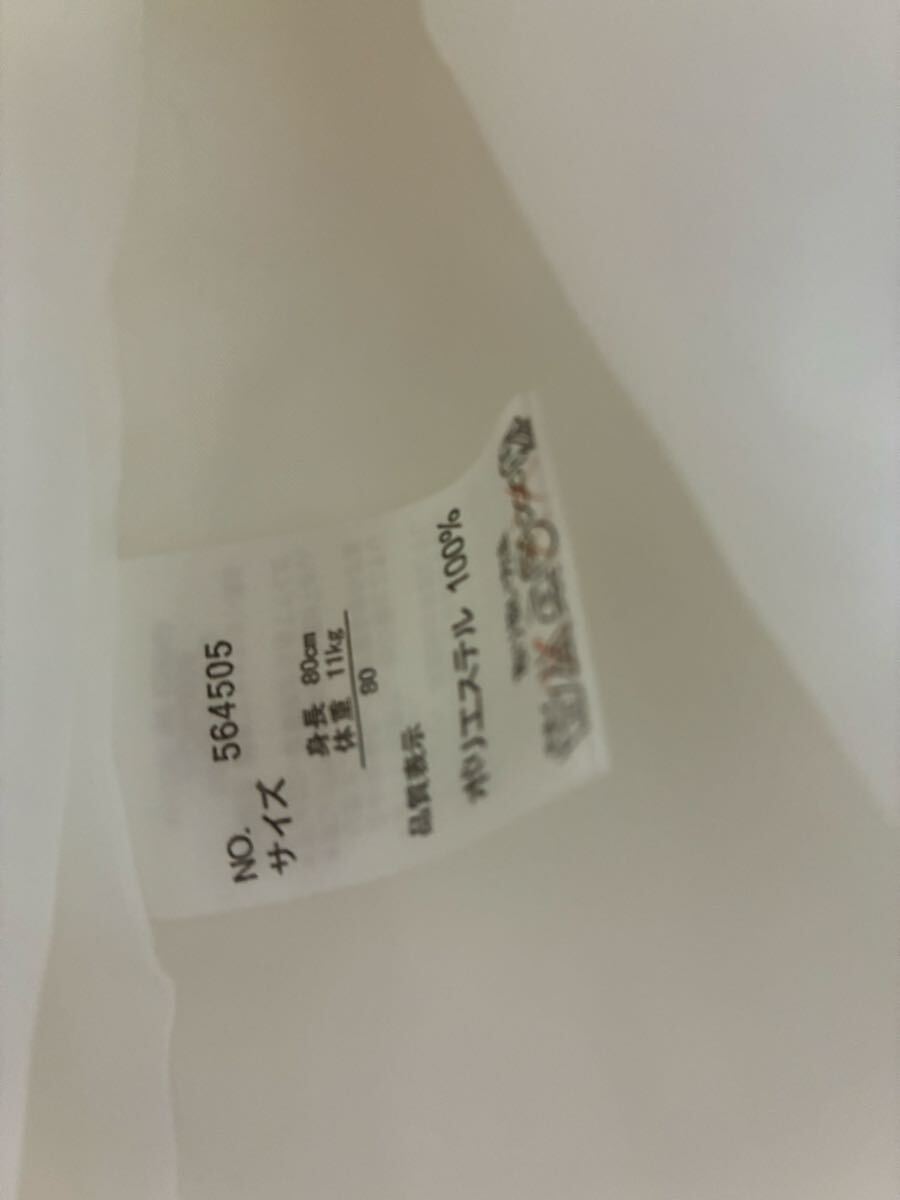 NO. 564505
サイズ
身長 80cm
体重 11kg
80
品質表示
ポリエステル 100%